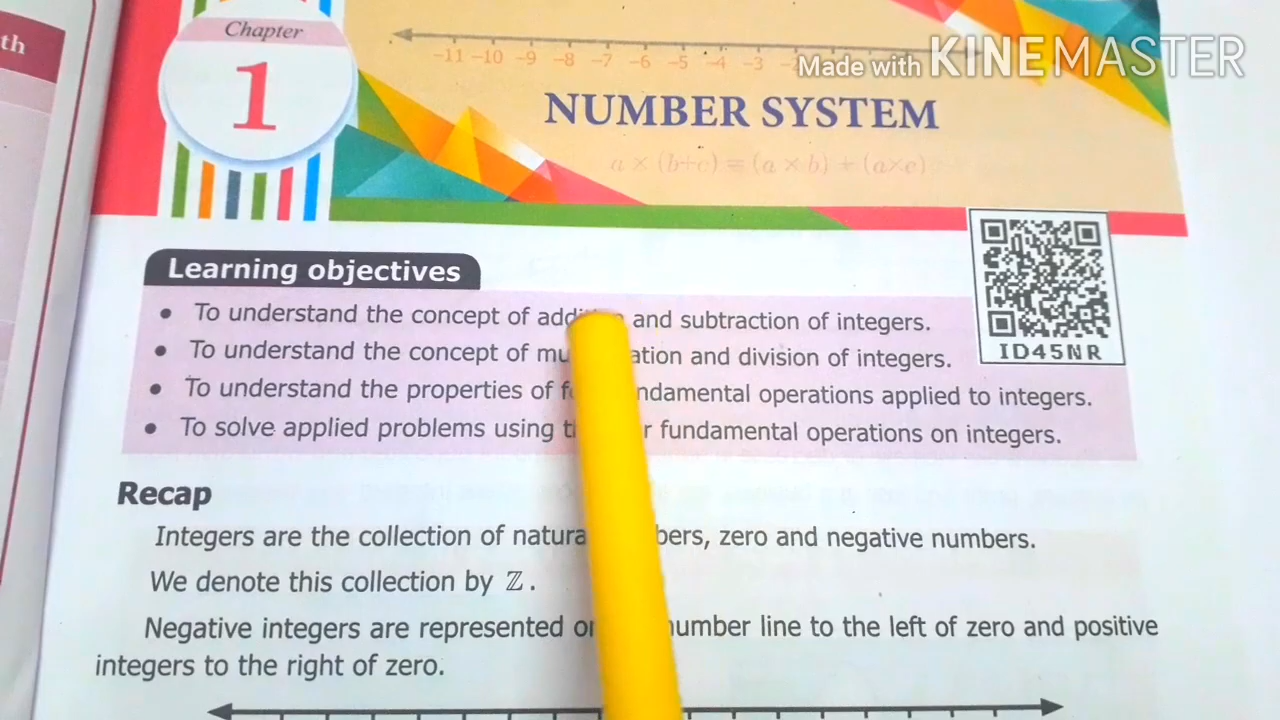 th
Chapter
1
-11 -10 -9 -8 -7 -6 -5 -4 -3
Made with KINEMASTER
NUMBER SYSTEM
a × (b+c) = (a × b) + (a×c)
Learning objectives
• To understand the concept of and subtraction of integers.
ID45NR
• To understand the concept of and division of integers.
• To understand the properties of operations applied to integers.
• To solve applied problems using fundamental operations on integers.
Recap
Integers are the collection of zero and negative numbers.
We denote this collection by ℤ.
Negative integers are represented number line to the left of zero and positive
integers to the right of zero.